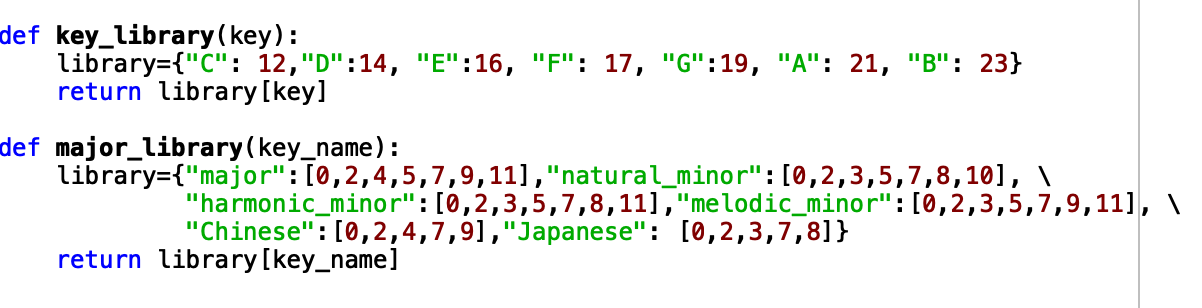 def key_library(key):
    library={"C": 12,"D":14, "E":16, "F": 17, "G":19, "A": 21, "B": 23}
    return library[key]
def major_library(key_name):
    library={"major":[0,2,4,5,7,9,11],"natural_minor":[0,2,3,5,7,8,10], \
             "harmonic_minor":[0,2,3,5,7,8,11],"melodic_minor":[0,2,3,5,7,9,11], \
             "Chinese":[0,2,4,7,9],"Japanese": [0,2,3,7,8]}
    return library[key_name]